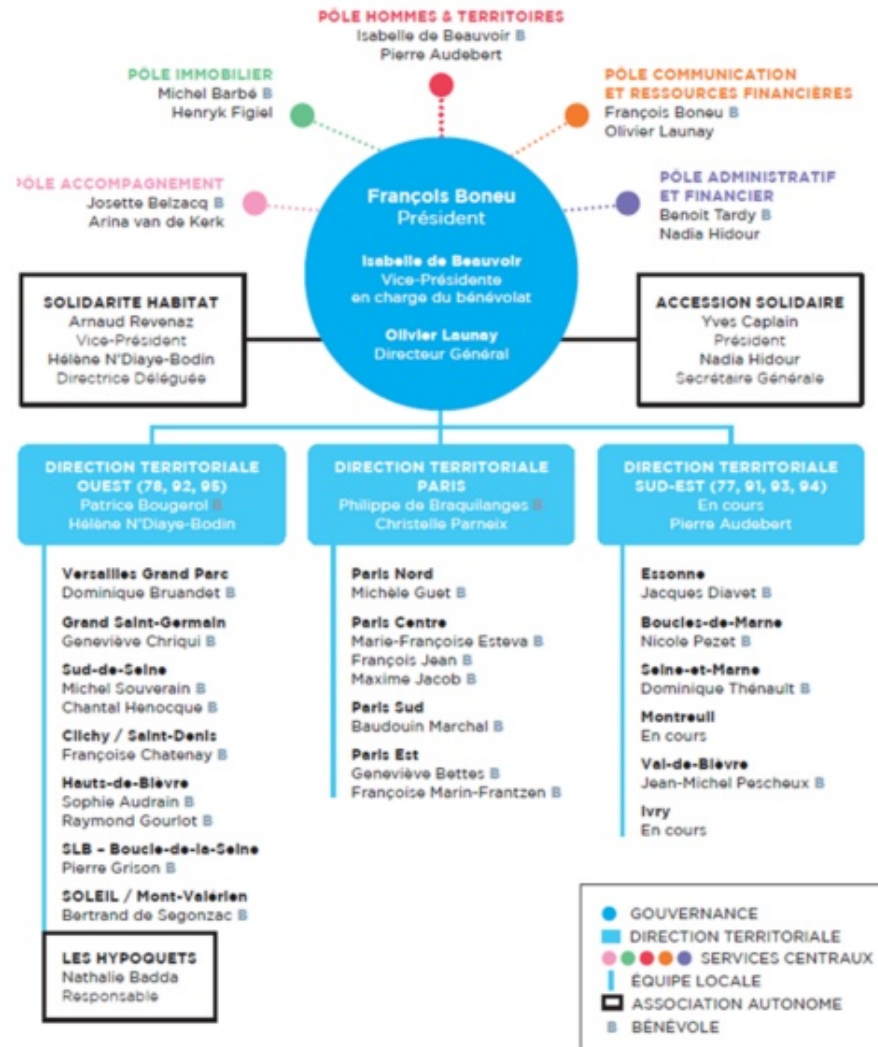 PÔLE HOMMES & TERRITOIRES
Isabelle de Beauvoir B
Pierre Audebert
PÔLE IMMOBILIER
Michel Barbé B
Henryk Figiel
PÔLE COMMUNICATION
ET RESSOURCES FINANCIÈRES
François Boneu B
Olivier Launay
PÔLE ACCOMPAGNEMENT
Josette Belzacq B
Arina van de Kerk
PÔLE ADMINISTRATIF
ET FINANCIER
Benoit Tardy B
Nadia Hidour
François Boneu
Président
Isabelle de Beauvoir
Vice-Présidente
en charge du bénévolat
Olivier Launay
Directeur Général
SOLIDARITE HABITAT
Arnaud Revenaz
Vice-Président
Hélène N'Diaye-Bodin
Directrice Déléguée
ACCESSION SOLIDAIRE
Yves Caplain
Président
Nadia Hidour
Secrétaire Générale
DIRECTION TERRITORIALE
OUEST (78, 92, 95)
Patrice Bougerol B
Hélène N'Diaye-Bodin
Versailles Grand Parc
Dominique Bruandet B
Grand Saint-Germain
Geneviève Chriqui B
Sud-de-Seine
Michel Souverain B
Chantal Henocque B
Clichy / Saint-Denis
Françoise Chatenay B
Hauts-de-Bièvre
Sophie Audrain B
Raymond Gourlot B
SLB – Boucle-de-la-Seine
Pierre Grison B
SOLEIL / Mont-Valérien
Bertrand de Segonzac B
LES HYPOQUETS
Nathalie Badda
Responsable
DIRECTION TERRITORIALE
PARIS
Philippe de Braquilanges B
Christelle Parneix
Paris Nord
Michèle Guet B
Paris Centre
Marie-Françoise Esteva B
François Jean B
Maxime Jacob B
Paris Sud
Baudouin Marchal B
Paris Est
Geneviève Bettes B
Françoise Marin-Frantzen B
DIRECTION TERRITORIALE
SUD-EST (77, 91, 93, 94)
En cours
Pierre Audebert
Essonne
Jacques Diavet B
Boucles-de-Marne
Nicole Pezet B
Seine-et-Marne
Dominique Thénault B
Montreuil
En cours
Val-de-Bièvre
Jean-Michel Pescheux B
Ivry
En cours
GOUVERNANCE
DIRECTION TERRITORIALE
SERVICES CENTRAUX
ÉQUIPE LOCALE
ASSOCIATION AUTONOME
B BÉNÉVOLE